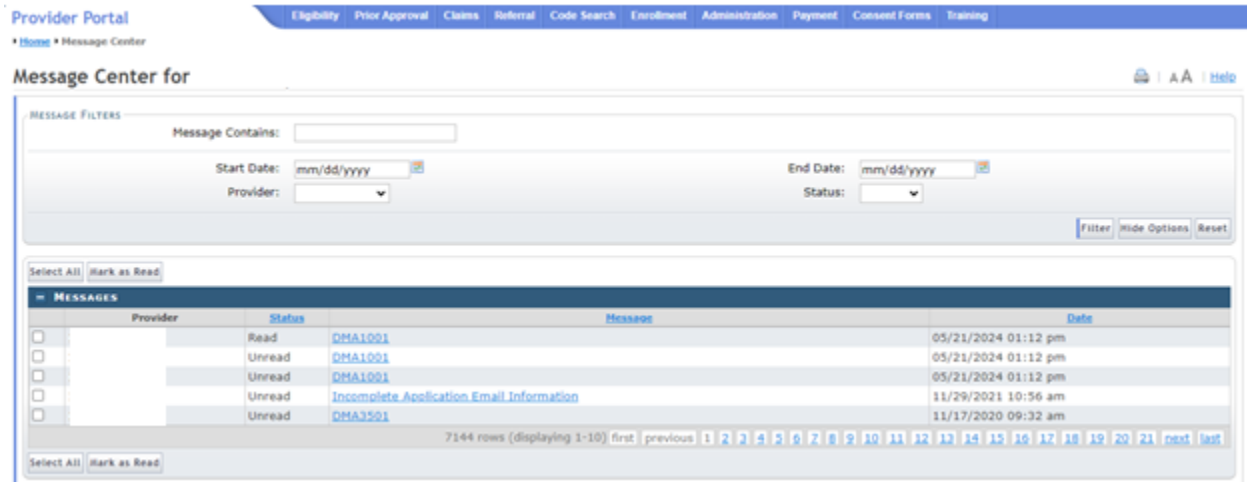 Provider Portal
Eligibility Prior Approval Claims Referral Code Search Enrollment Administration Payment Consent Forms Training
Home Message Center
Message Center for
A A | Help
MESSAGE FILTERS
Message Contains:
Start Date: mm/dd/yyyy End Date: mm/dd/yyyy
Provider: Status:
Filter Hide Options Reset
Select All Mark as Read
MESSAGES
Provider Status Message Date
Read DMA1001 05/21/2024 01:12 pm
Unread DMA1001 05/21/2024 01:12 pm
Unread DMA1001 05/21/2024 01:12 pm
Unread Incomplete Application Email Information 11/29/2021 10:56 am
Unread DMA3501 11/17/2020 09:32 am
7144 rows (displaying 1-10) first previous 1 2 3 4 5 6 7 8 9 10 11 12 13 14 15 16 17 18 19 20 21 next last
Select All Mark as Read